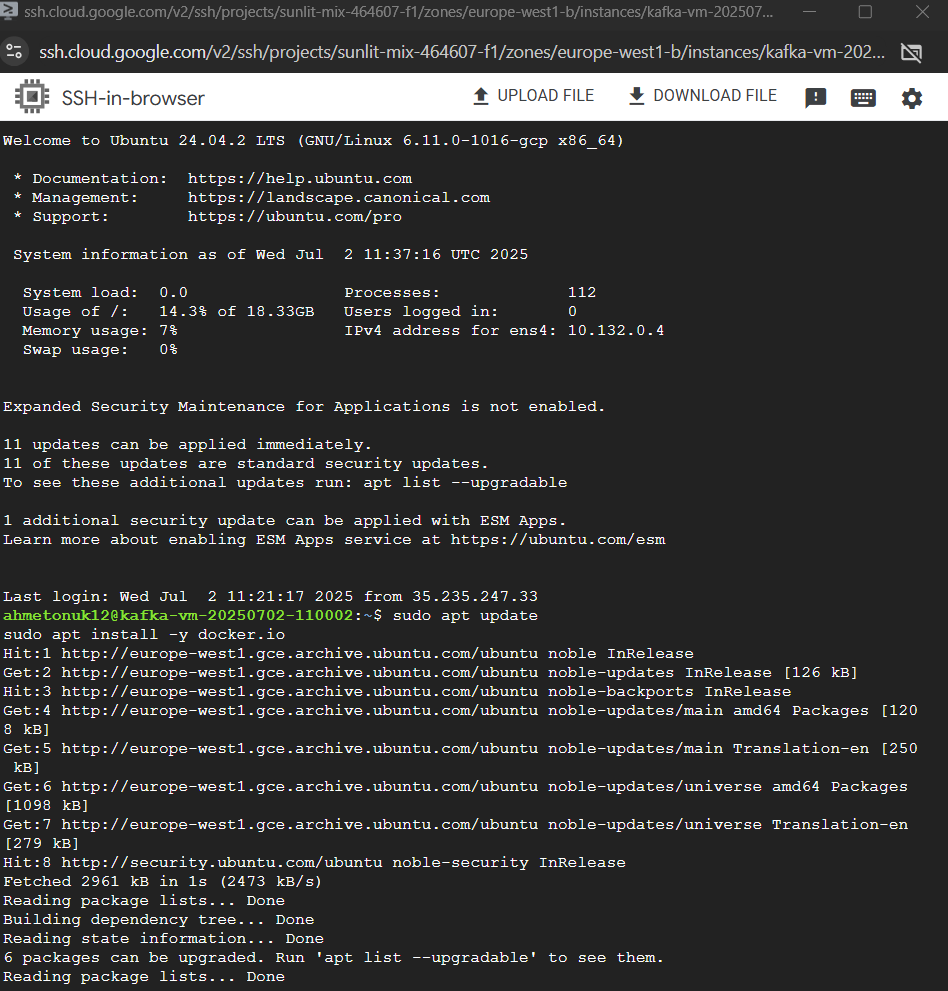 ssh.cloud.google.com/v2/ssh/projects/sunlit-mix-464607-f1/zones/europe-west1-b/instances/kafka-vm-202507...
ssh.cloud.google.com/v2/ssh/projects/sunlit-mix-464607-f1/zones/europe-west1-b/instances/kafka-vm-202...
SSH-in-browser UPLOAD FILE DOWNLOAD FILE
Welcome to Ubuntu 24.04.2 LTS (GNU/Linux 6.11.0-1016-gcp x86_64)
* Documentation: https://help.ubuntu.com
* Management: https://landscape.canonical.com
* Support: https://ubuntu.com/pro
System information as of Wed Jul 2 11:37:16 UTC 2025
System load: 0.0 Processes: 112
Usage of /: 14.3% of 18.33GB Users logged in: 0
Memory usage: 7% IPv4 address for ens4: 10.132.0.4
Swap usage: 0%
Expanded Security Maintenance for Applications is not enabled.
11 updates can be applied immediately.
11 of these updates are standard security updates.
To see these additional updates run: apt list --upgradable
1 additional security update can be applied with ESM Apps.
Learn more about enabling ESM Apps service at https://ubuntu.com/esm
Last login: Wed Jul 2 11:21:17 2025 from 35.235.247.33
ahmetonuk12@kafka-vm-20250702-110002:~$ sudo apt update
sudo apt install -y docker.io
Hit:1 http://europe-west1.gce.archive.ubuntu.com/ubuntu noble InRelease
Get:2 http://europe-west1.gce.archive.ubuntu.com/ubuntu noble-updates InRelease [126 kB]
Hit:3 http://europe-west1.gce.archive.ubuntu.com/ubuntu noble-backports InRelease
Get:4 http://europe-west1.gce.archive.ubuntu.com/ubuntu noble-updates/main amd64 Packages [120
8 kB]
Get:5 http://europe-west1.gce.archive.ubuntu.com/ubuntu noble-updates/main Translation-en [250
kB]
Get:6 http://europe-west1.gce.archive.ubuntu.com/ubuntu noble-updates/universe amd64 Packages
[1098 kB]
Get:7 http://europe-west1.gce.archive.ubuntu.com/ubuntu noble-updates/universe Translation-en
[279 kB]
Hit:8 http://security.ubuntu.com/ubuntu noble-security InRelease
Fetched 2961 kB in 1s (2473 kB/s)
Reading package lists... Done
Building dependency tree... Done
Reading state information... Done
6 packages can be upgraded. Run 'apt list --upgradable' to see them.
Reading package lists... Done